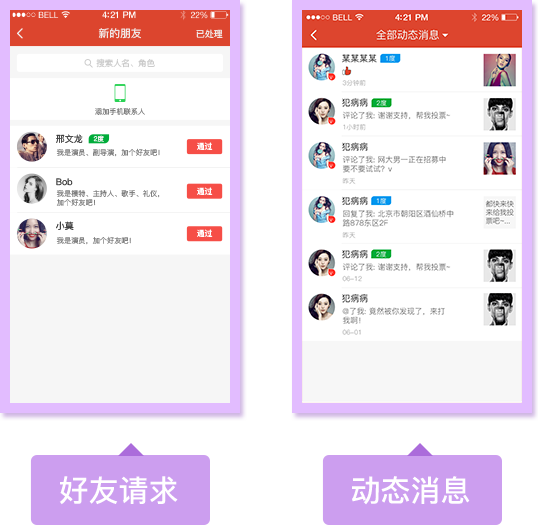 BELL 4:21 PM 22%
新的朋友 已处理
搜索人名、角色
追加手机联系人
邢文龙 2度
我是演员、副导演，加个好友吧！
通过
Bob
我是模特、主持人、歌手、礼仪，
加个好友吧！
通过
小莫
我是演员，加个好友吧！
通过
好友请求
BELL 4:21 PM 22%
全部动态消息
某某某某 1度
3分钟前
犯病病 2度
评论了我: 谢谢支持，帮我投票~
1小时前
犯病病
评论了我: 网大男一正在招募中
要不要试试? v
昨天
犯病病 1度
回复了我: 北京市朝阳区酒仙桥中
路878东区2F
昨天
都快来快
来给我投
票吧~...
犯病病 2度
评论了我: 谢谢支持，帮我投票~
06-12
犯病病
@了我: 竟然被你发现了，来打
我啊！
06-01
动态消息